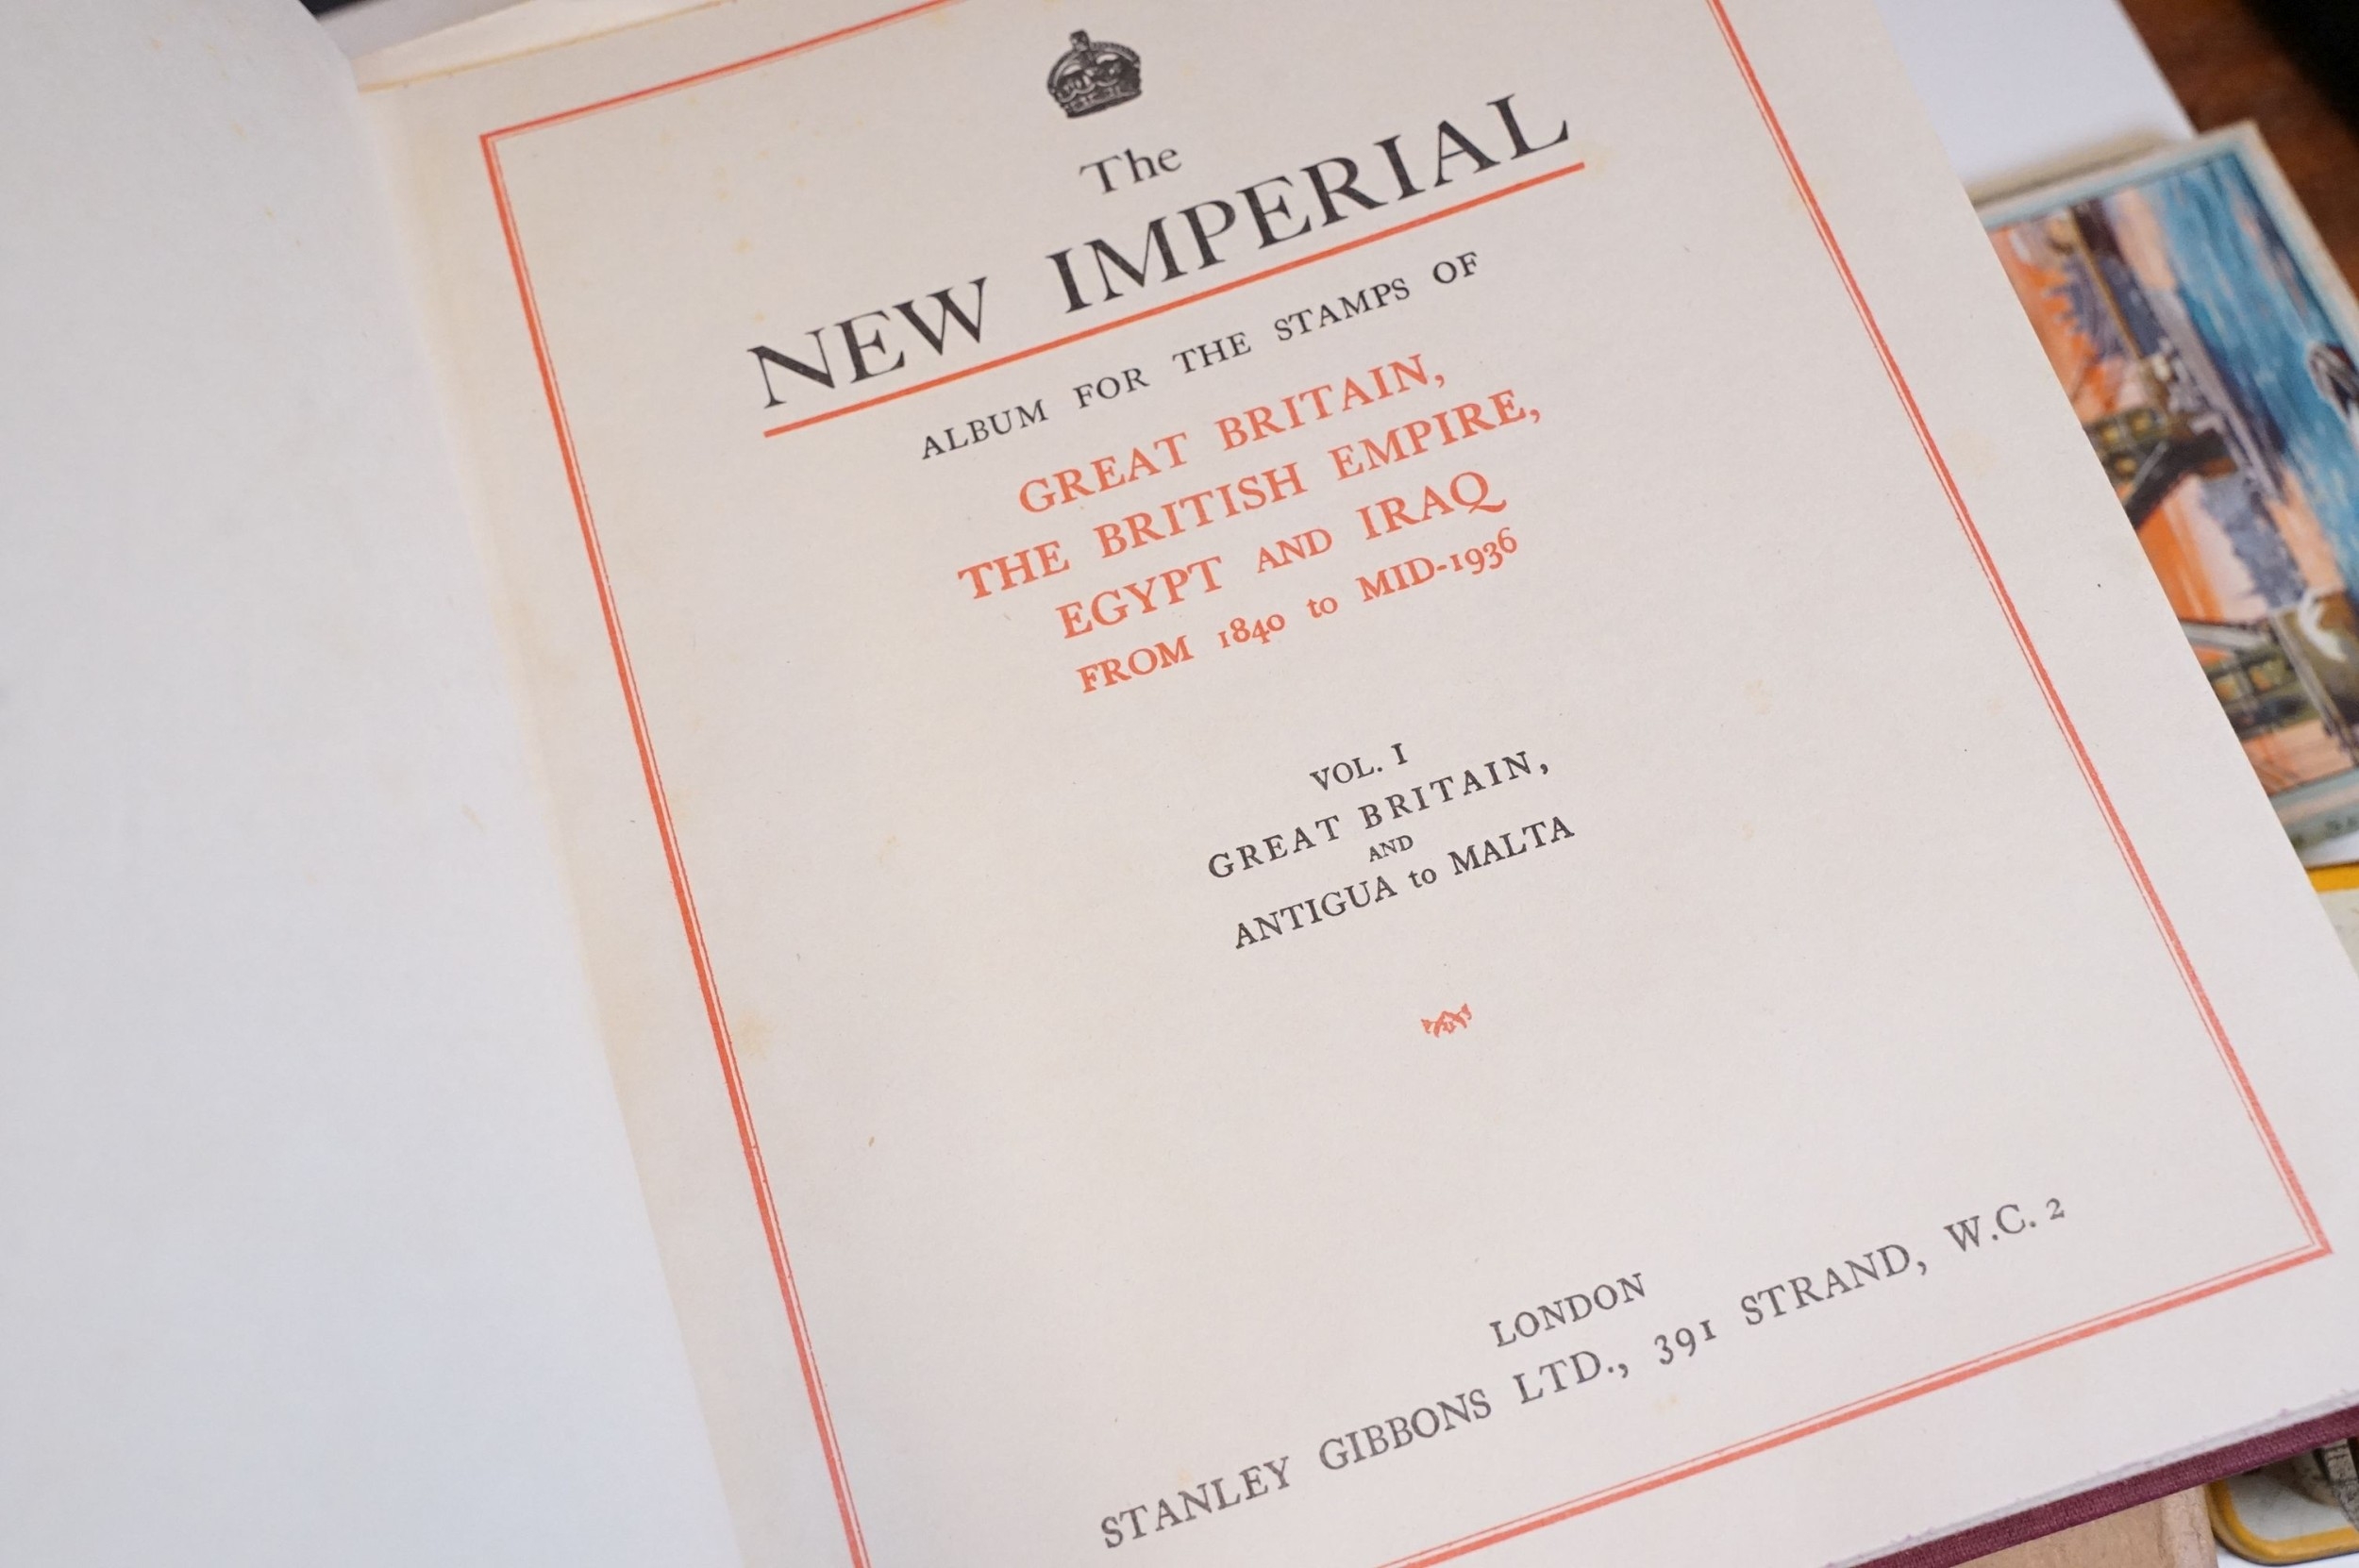 The
NEW IMPERIAL
ALBUM FOR THE STAMPS OF
GREAT BRITAIN,
THE BRITISH EMPIRE,
EGYPT AND IRAQ
FROM 1840 to MID-1936
VOL. I
GREAT BRITAIN,
AND
ANTIGUA to MALTA
LONDON
STANLEY GIBBONS LTD., 391 STRAND, W.C. 2